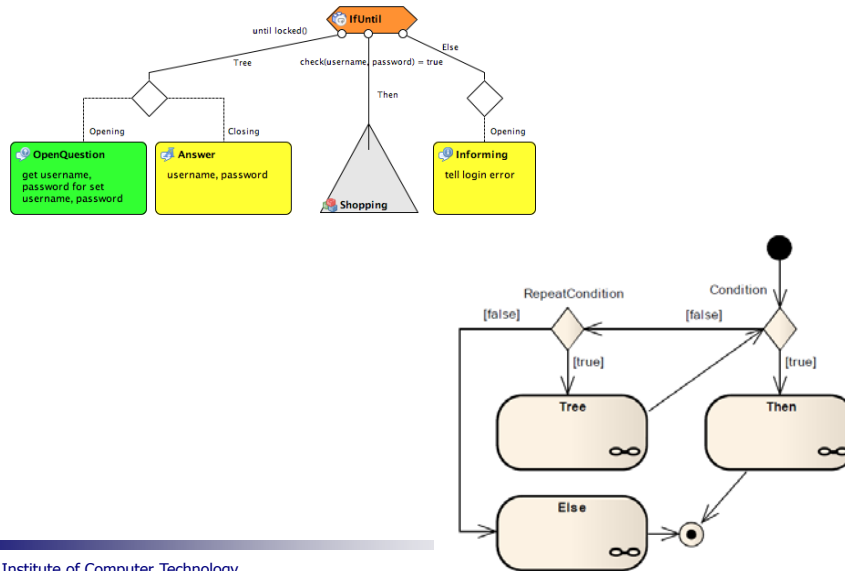 IfUntil
until locked()
Else
Tree
check(username, password) = true
Then
Opening
Closing
Opening
OpenQuestion
get username,
password for set
username, password
Answer
username, password
Shopping
Informing
tell login error
RepeatCondition
Condition
[false]
[false]
[true]
[true]
Tree
Then
Else
Institute of Computer Technology